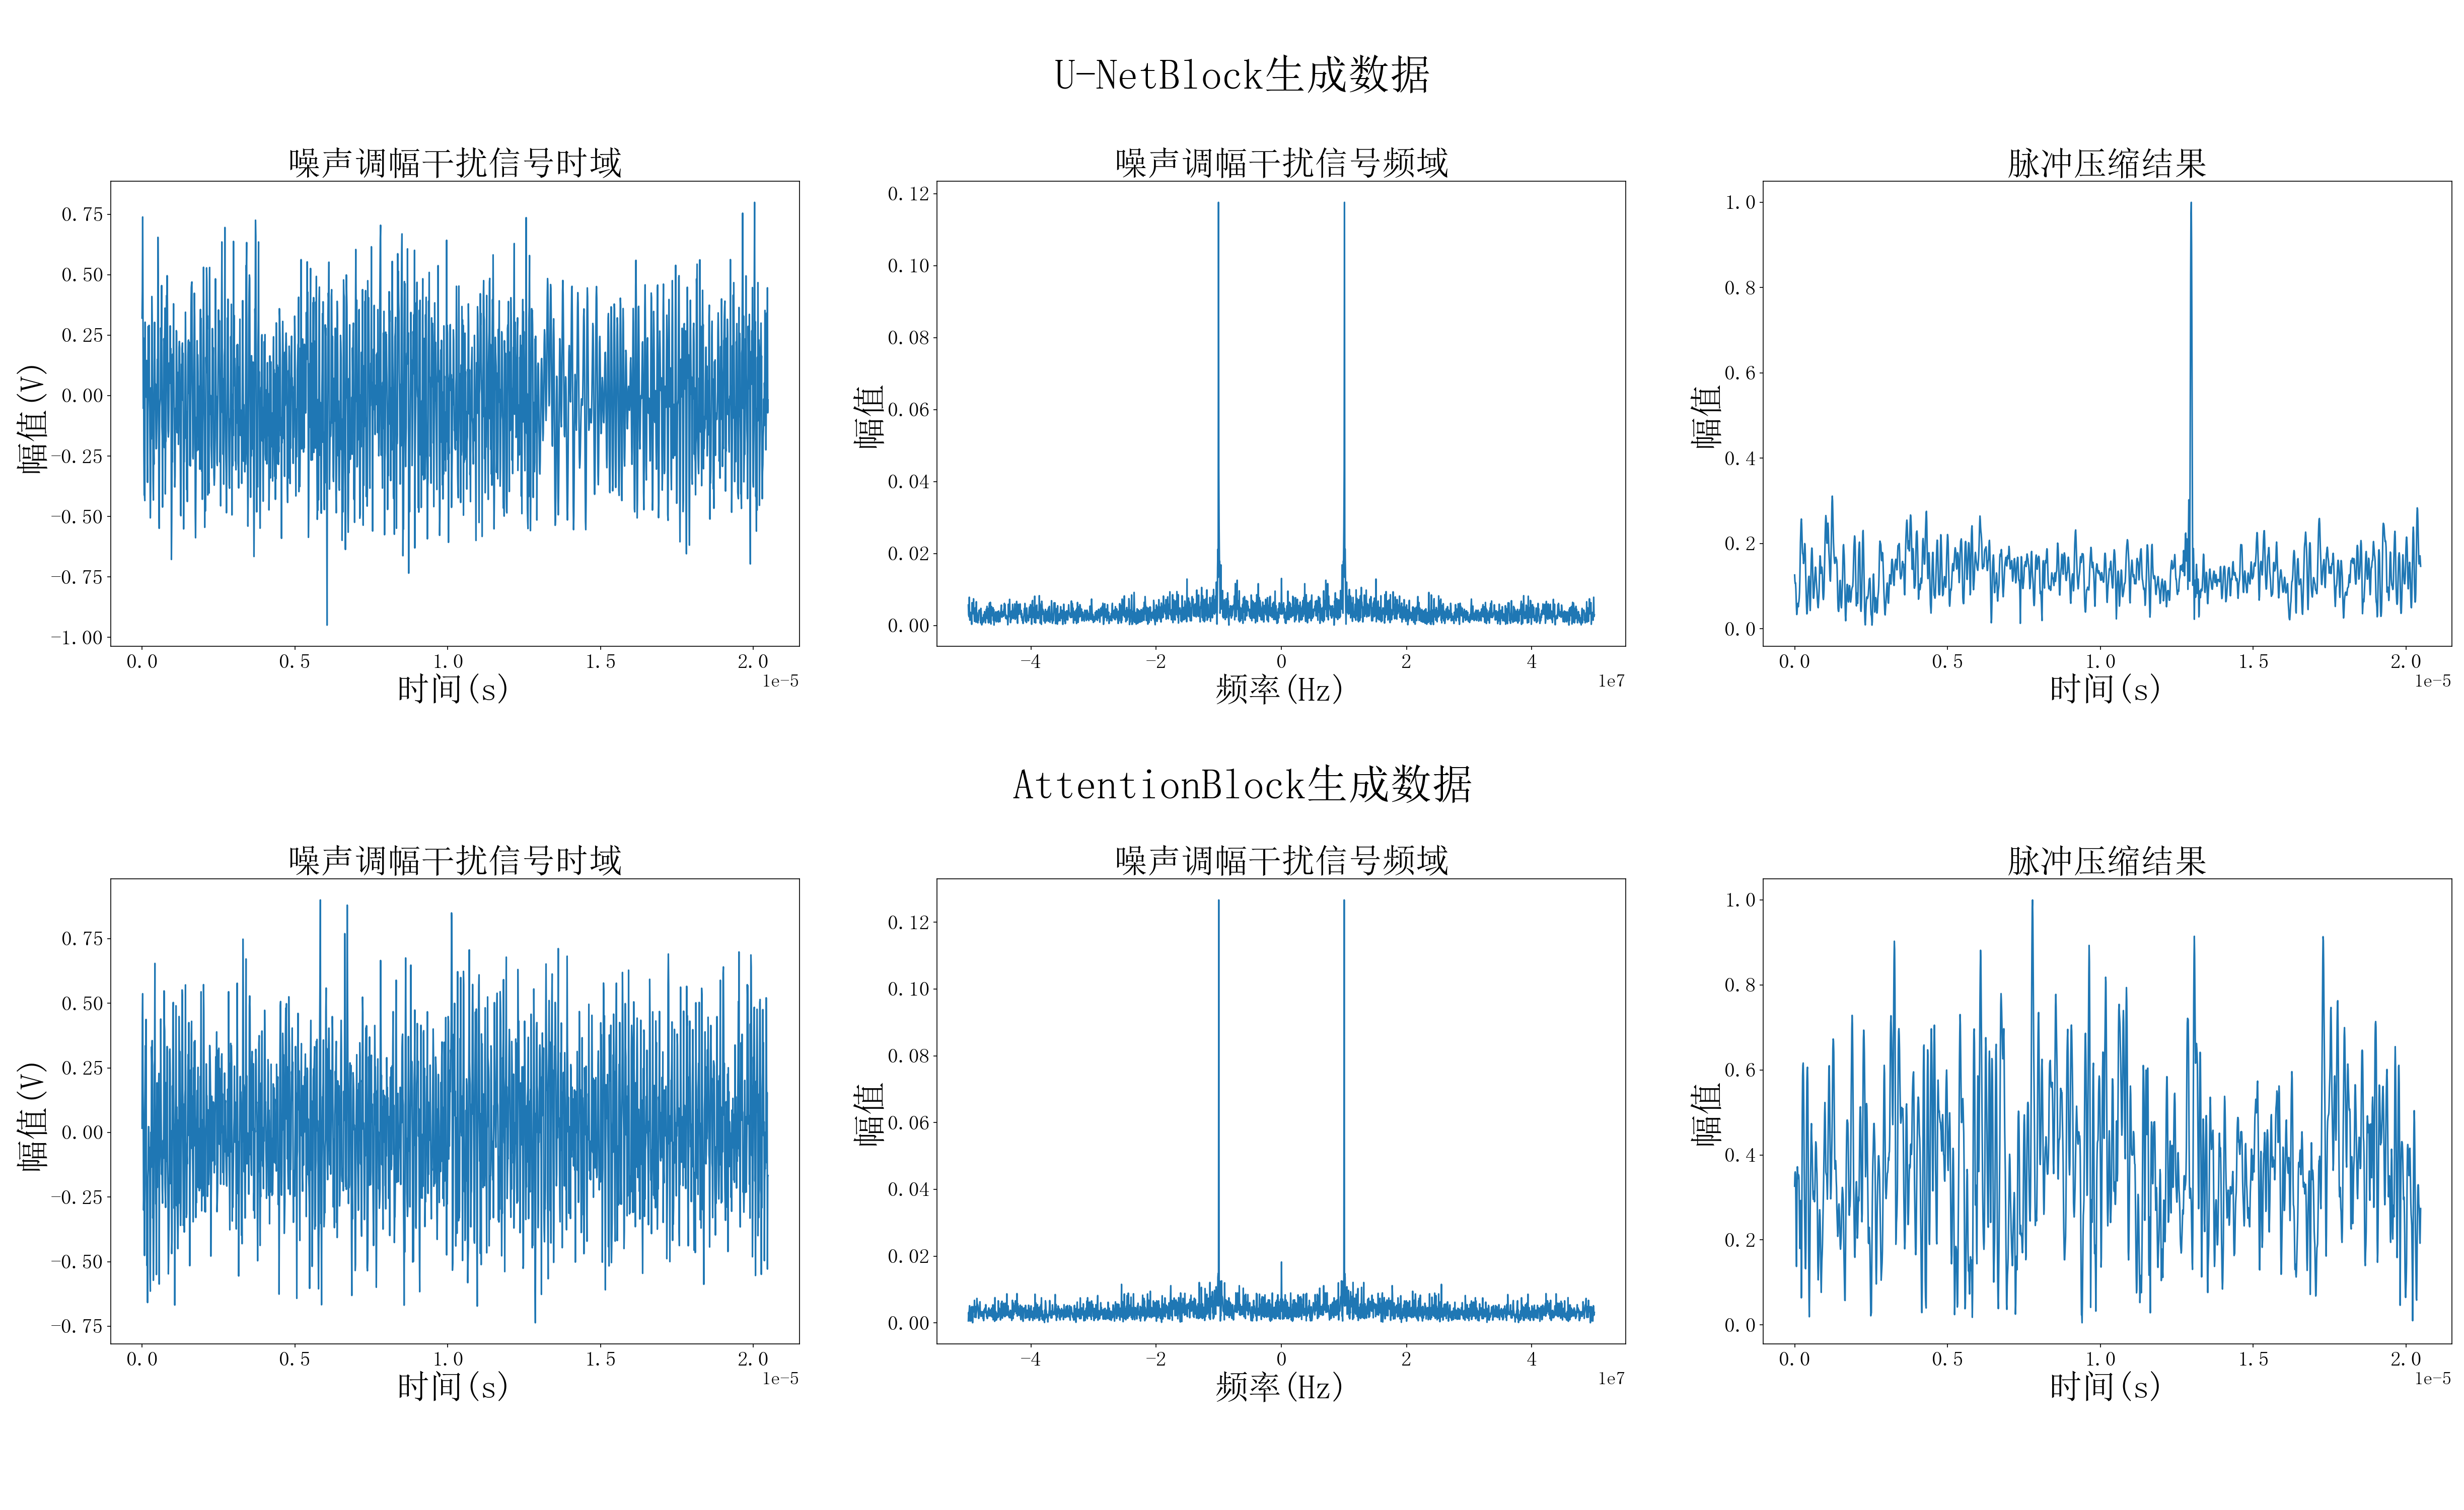 U-NetBlock生成数据
噪声调幅干扰信号时域
噪声调幅干扰信号频域
脉冲压缩结果
幅值(V)
0.75
0.50
0.25
0.00
−0.25
−0.50
−0.75
−1.00
0.0 0.5 1.0 1.5 2.0
1e−5
时间(s)
幅值
0.12
0.10
0.08
0.06
0.04
0.02
0.00
−4 −2 0 2 4
1e7
频率(Hz)
幅值
1.0
0.8
0.6
0.4
0.2
0.0
0.0 0.5 1.0 1.5 2.0
1e−5
时间(s)
AttentionBlock生成数据
噪声调幅干扰信号时域
噪声调幅干扰信号频域
脉冲压缩结果
幅值(V)
0.75
0.50
0.25
0.00
−0.25
−0.50
−0.75
0.0 0.5 1.0 1.5 2.0
1e−5
时间(s)
幅值
0.12
0.10
0.08
0.06
0.04
0.02
0.00
−4 −2 0 2 4
1e7
频率(Hz)
幅值
1.0
0.8
0.6
0.4
0.2
0.0
0.0 0.5 1.0 1.5 2.0
1e−5
时间(s)